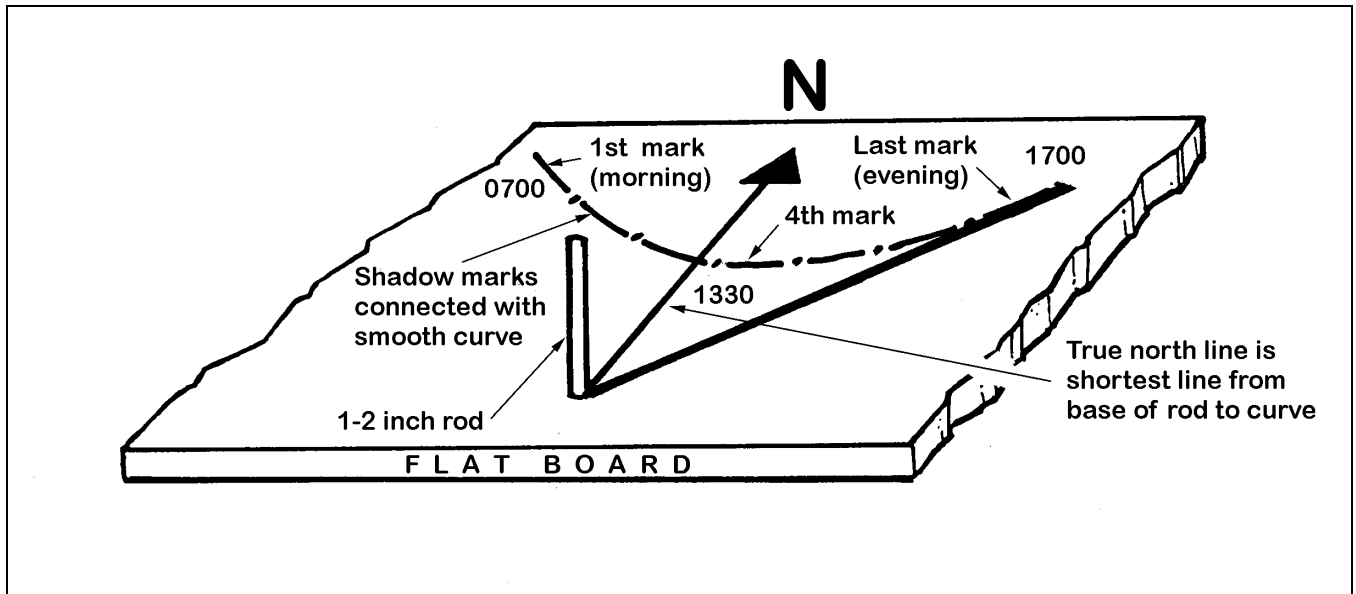 N
1st mark
(morning)
0700
Last mark
(evening)
1700
4th mark
Shadow marks
connected with
smooth curve
1330
True north line is
shortest line from
base of rod to curve
1-2 inch rod
FLAT BOARD